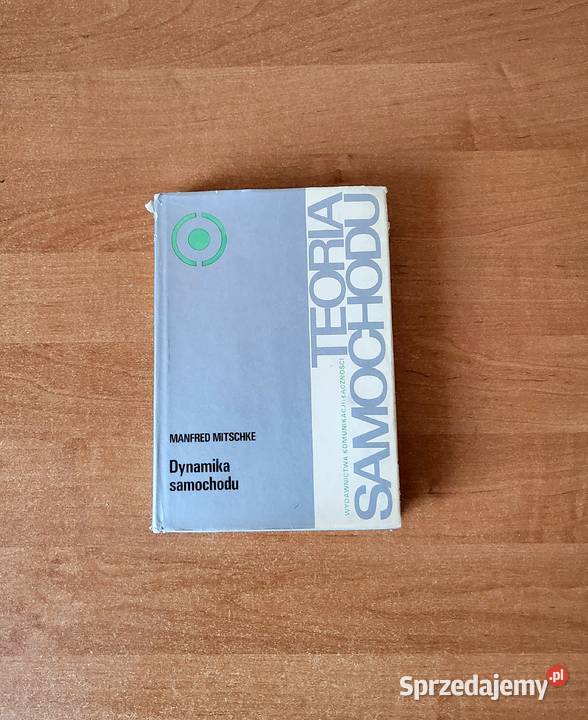 MANFRED MITSCHKE
Dynamika
samochodu
TEORIA
SAMOCHODU
WYDAWNICTWA KOMUNIKACJI I ŁĄCZNOŚCI
Sprzedajemy.pl